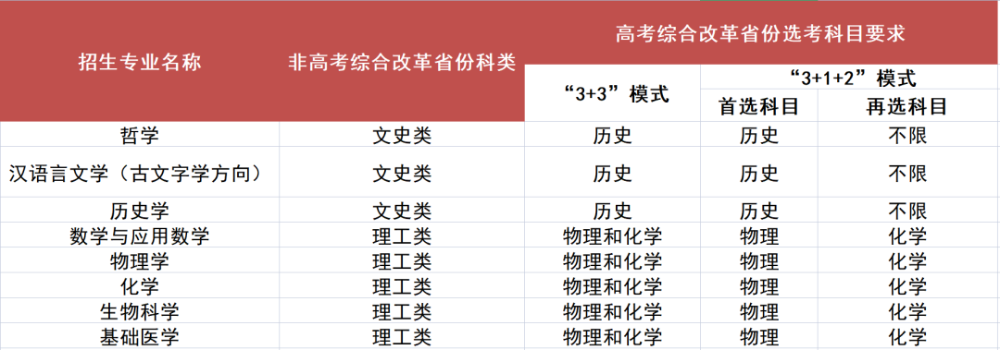 招生专业名称 非高考综合改革省份科类 高考综合改革省份选考科目要求
“3+3”模式 “3+1+2”模式
首选科目 再选科目
哲学 文史类 历史 历史 不限
汉语言文学（古文字学方向） 文史类 历史 历史 不限
历史学 文史类 历史 历史 不限
数学与应用数学 理工类 物理和化学 物理 化学
物理学 理工类 物理和化学 物理 化学
化学 理工类 物理和化学 物理 化学
生物科学 理工类 物理和化学 物理 化学
基础医学 理工类 物理和化学 物理 化学